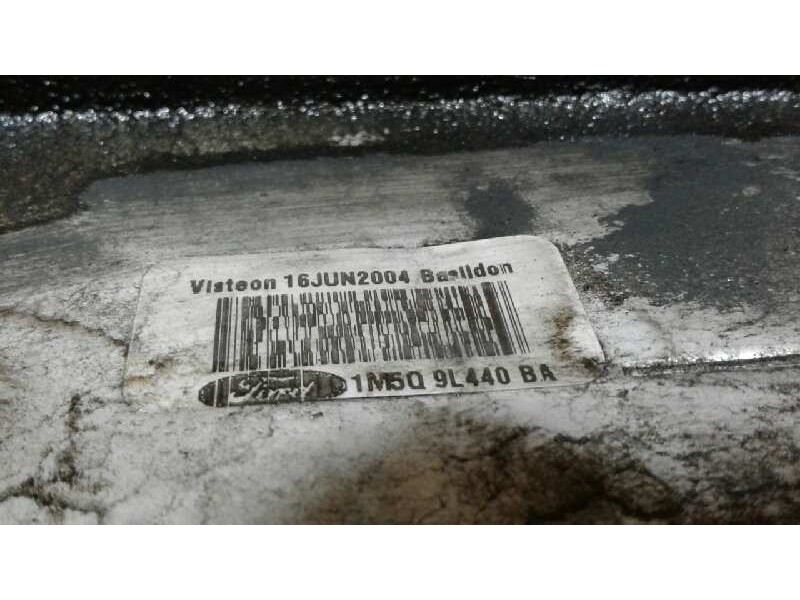 Visteon 16JUN2004 Basildon
Ford 1M5Q 9L440 BA